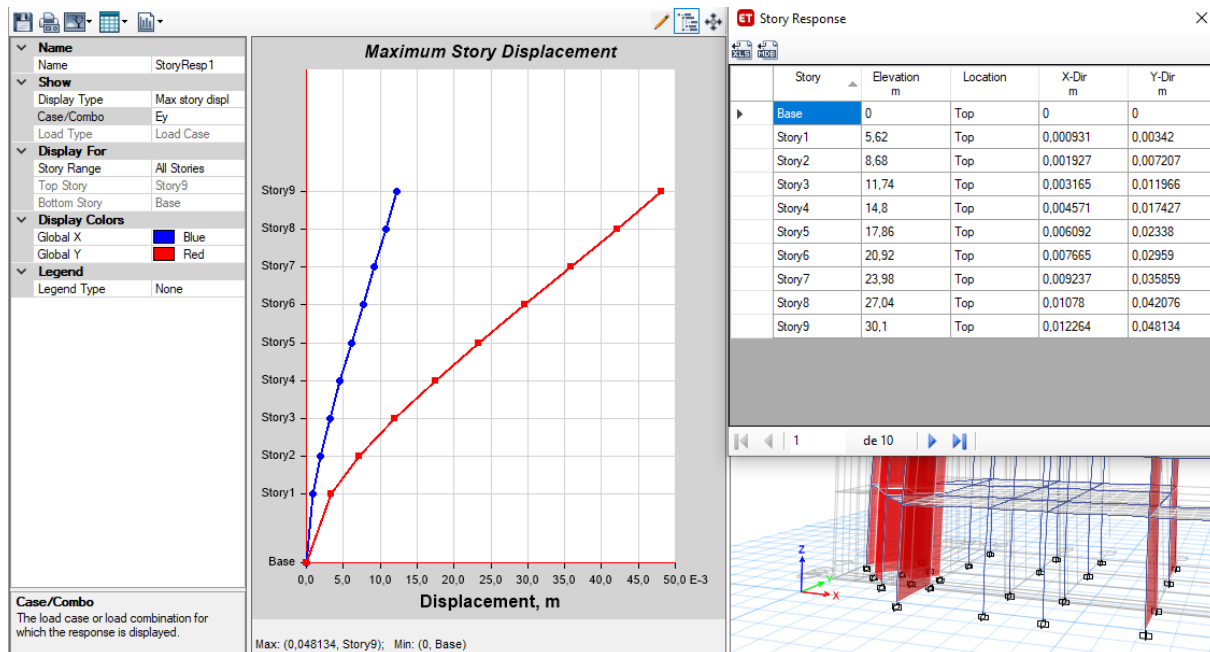 Name
Name StoryResp1
Show
Display Type Max story displ
Case/Combo Ey
Load Type Load Case
Display For
Story Range All Stories
Top Story Story9
Bottom Story Base
Display Colors
Global X Blue
Global Y Red
Legend
Legend Type None
Case/Combo
The load case or load combination for
which the response is displayed.
Maximum Story Displacement
Story9
Story8
Story7
Story6
Story5
Story4
Story3
Story2
Story1
Base
0,0 5,0 10,0 15,0 20,0 25,0 30,0 35,0 40,0 45,0 50,0 E-3
Displacement, m
Max: (0,048134, Story9); Min: (0, Base)
ET Story Response
XLS MDB
Story Elevation Location X-Dir Y-Dir
m m m
Base 0 Top 0 0
Story1 5,62 Top 0,000931 0,00342
Story2 8,68 Top 0,001927 0,007207
Story3 11,74 Top 0,003165 0,011966
Story4 14,8 Top 0,004571 0,017427
Story5 17,86 Top 0,006092 0,02338
Story6 20,92 Top 0,007665 0,02959
Story7 23,98 Top 0,009237 0,035859
Story8 27,04 Top 0,01078 0,042076
Story9 30,1 Top 0,012264 0,048134
1 de 10
Z
Y
X